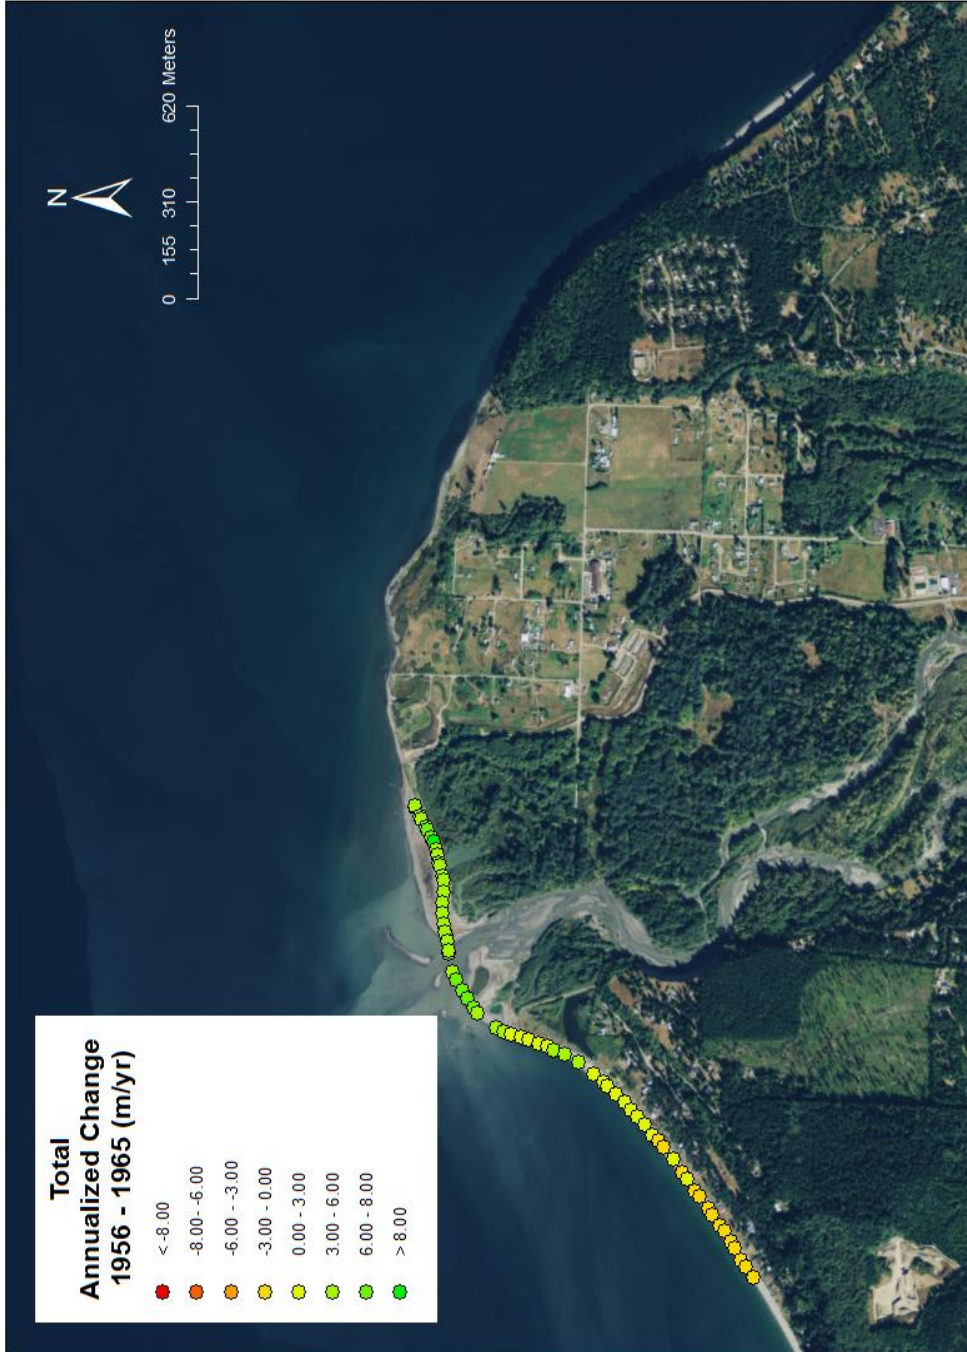 Total
Annualized Change
1956 - 1965 (m/yr)
< -8.00
-8.00- -6.00
-6.00 - -3.00
-3.00 - 0.00
0.00 - 3.00
3.00 - 6.00
6.00 - 8.00
> 8.00
N
0 155 310 620 Meters